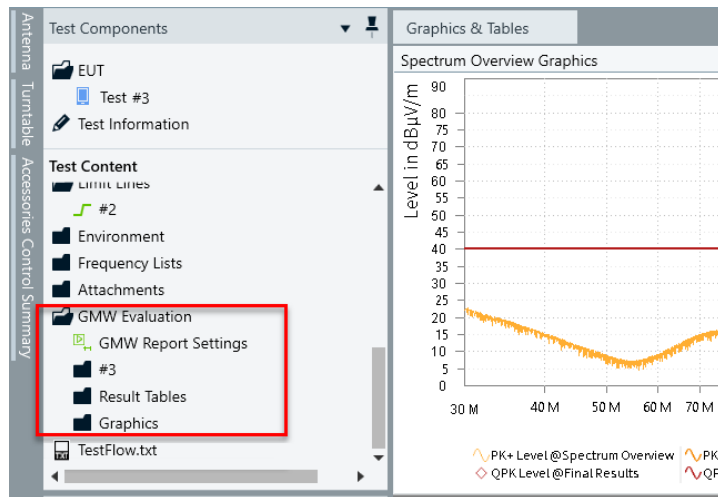 Antenna
Turntable
Accessories Control Summary
Test Components
EUT
Test #3
Test Information
Test Content
Limit Lines
#2
Environment
Frequency Lists
Attachments
GMW Evaluation
GMW Report Settings
#3
Result Tables
Graphics
TestFlow.txt
Graphics & Tables
Spectrum Overview Graphics
Level in dBµV/m
90
80
75
70
65
60
55
50
45
40
35
30
25
20
15
10
5
0
30 M 40 M 50 M 60 M 70 M
PK+ Level@Spectrum Overview PK
QPK Level@Final Results QP